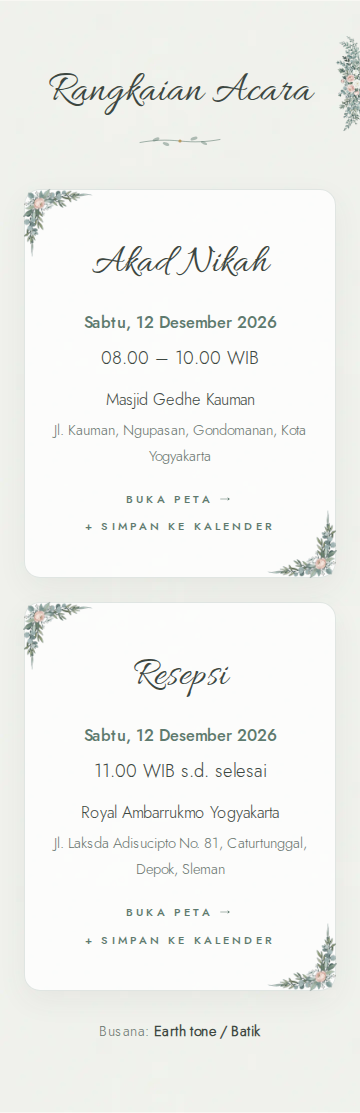 Rangkaian Acara
Akad Nikah
Sabtu, 12 Desember 2026
08.00 – 10.00 WIB
Masjid Gedhe Kauman
Jl. Kauman, Ngupasan, Gondomanan, Kota
Yogyakarta
BUKA PETA →
+ SIMPAN KE KALENDER
Resepsi
Sabtu, 12 Desember 2026
11.00 WIB s.d. selesai
Royal Ambarrukmo Yogyakarta
Jl. Laksda Adisucipto No. 81, Caturtunggal,
Depok, Sleman
BUKA PETA →
+ SIMPAN KE KALENDER
Busana: Earth tone / Batik